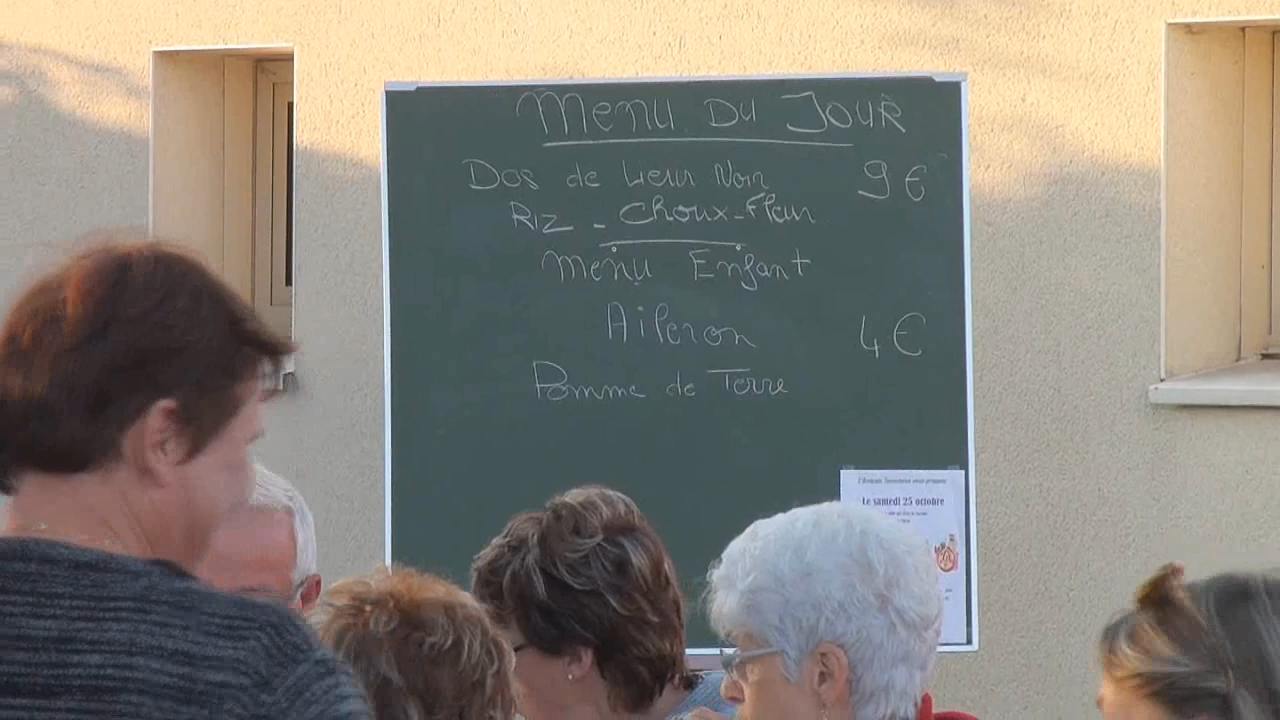 Menu Du Jour
Dos de Lieu Noir 9€
Riz - Choux-Fleur
Menu Enfant
Aileron 4€
Pomme de Terre
Le samedi 25 octobre